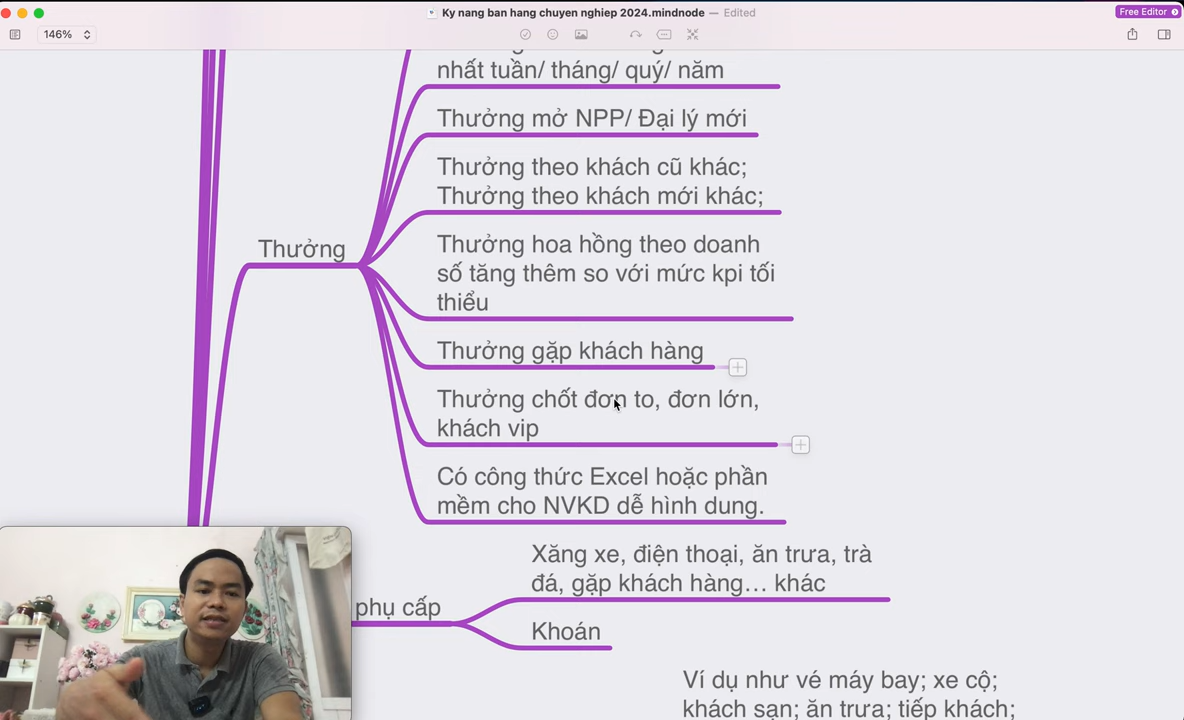 Ky nang ban hang chuyen nghiep 2024.mindnode — Edited
Free Editor
146%
nhất tuần/ tháng/ quý/ năm
Thưởng mở NPP/ Đại lý mới
Thưởng theo khách cũ khác;
Thưởng theo khách mới khác;
Thưởng
Thưởng hoa hồng theo doanh
số tăng thêm so với mức kpi tối
thiểu
Thưởng gặp khách hàng
Thưởng chốt đơn to, đơn lớn,
khách vip
Có công thức Excel hoặc phần
mềm cho NVKD dễ hình dung.
phụ cấp
Xăng xe, điện thoại, ăn trưa, trà
đá, gặp khách hàng... khác
Khoán
Ví dụ như vé máy bay; xe cộ;
khách sạn; ăn trưa; tiếp khách;